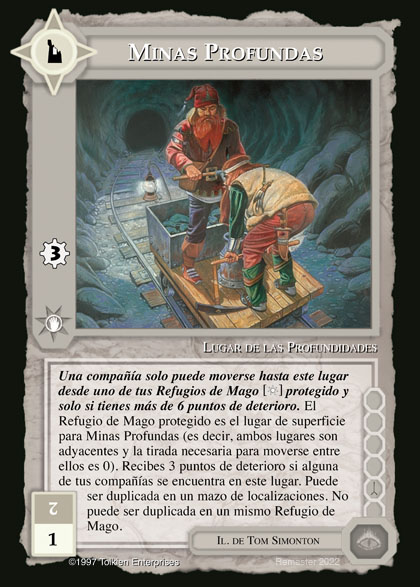 Minas Profundas
3
Lugar de las Profundidades
Una compañía solo puede moverse hasta este lugar
desde uno de tus Refugios de Mago [☼] protegido y
solo si tienes más de 6 puntos de deterioro. El
Refugio de Mago protegido es el lugar de superficie
para Minas Profundas (es decir, ambos lugares son
adyacentes y la tirada necesaria para moverse entre
ellos es 0). Recibes 3 puntos de deterioro si alguna
de tus compañías se encuentra en este lugar. Puede
ser duplicada en un mazo de localizaciones. No
puede ser duplicada en un mismo Refugio de
Mago.
2
1
Il. de Tom Simonton
©1997 Tolkien Enterprises
Remaster 2022